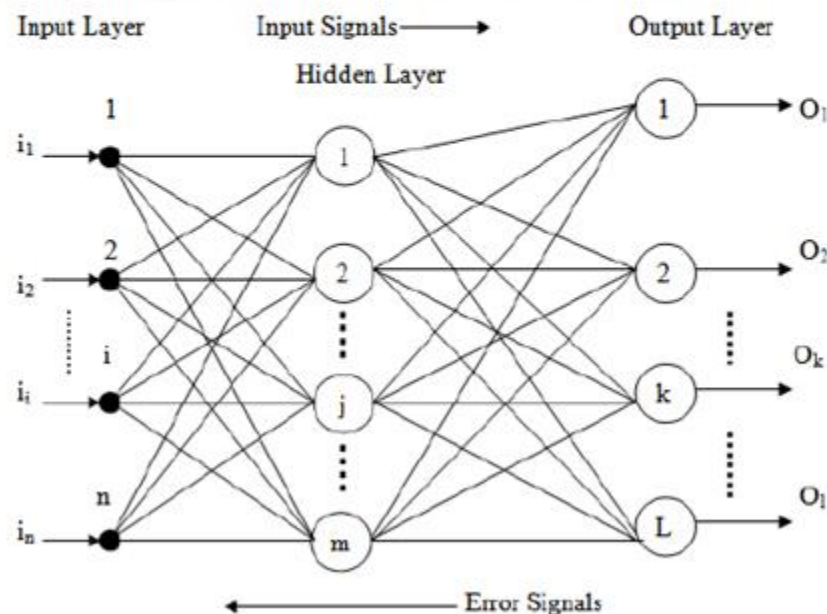 Input Layer
Input Signals
Output Layer
Hidden Layer
1
1
O₁
i₁
1
2
2
2
O₂
i₂
i
Oₖ
iᵢ
j
k
n
Oₗ
iₙ
m
L
Error Signals